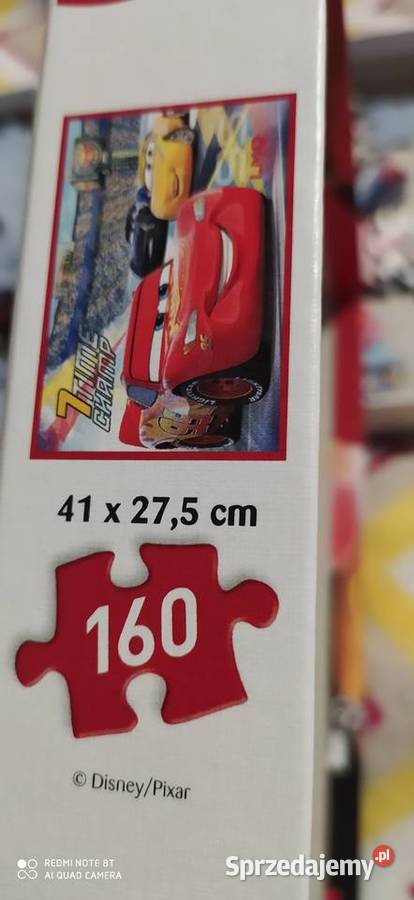 7 TIME
CHAMP
41 x 27,5 cm
160
© Disney/Pixar
REDMI NOTE 8T
AI QUAD CAMERA
Sprzedajemy.pl